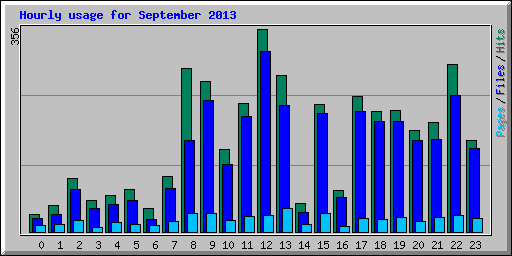 Hourly usage for September 2013
356
Pages/Files/Hits
0 1 2 3 4 5 6 7 8 9 10 11 12 13 14 15 16 17 18 19 20 21 22 23